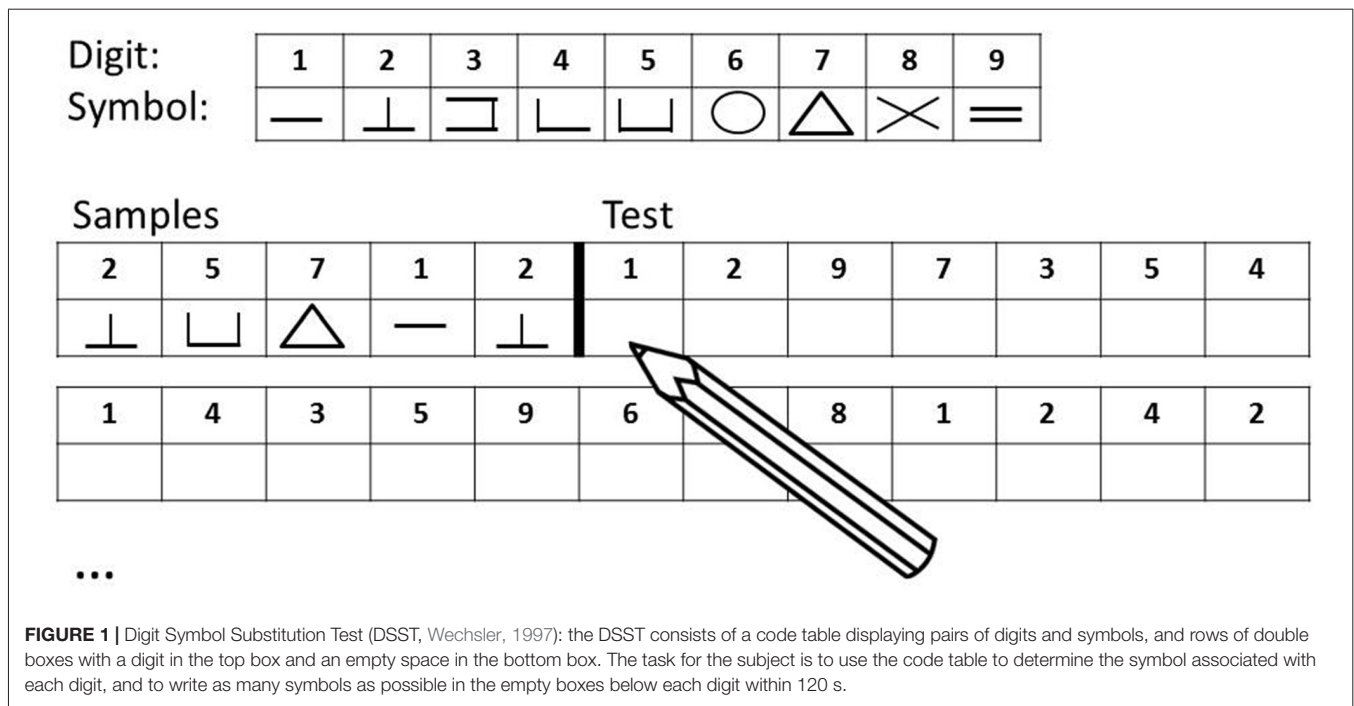 Digit: 1 2 3 4 5 6 7 8 9
Symbol:
Samples Test
2 5 7 1 2 1 2 9 7 3 5 4
1 4 3 5 9 6 8 1 2 4 2
...
FIGURE 1 | Digit Symbol Substitution Test (DSST, Wechsler, 1997): the DSST consists of a code table displaying pairs of digits and symbols, and rows of double
boxes with a digit in the top box and an empty space in the bottom box. The task for the subject is to use the code table to determine the symbol associated with
each digit, and to write as many symbols as possible in the empty boxes below each digit within 120 s.